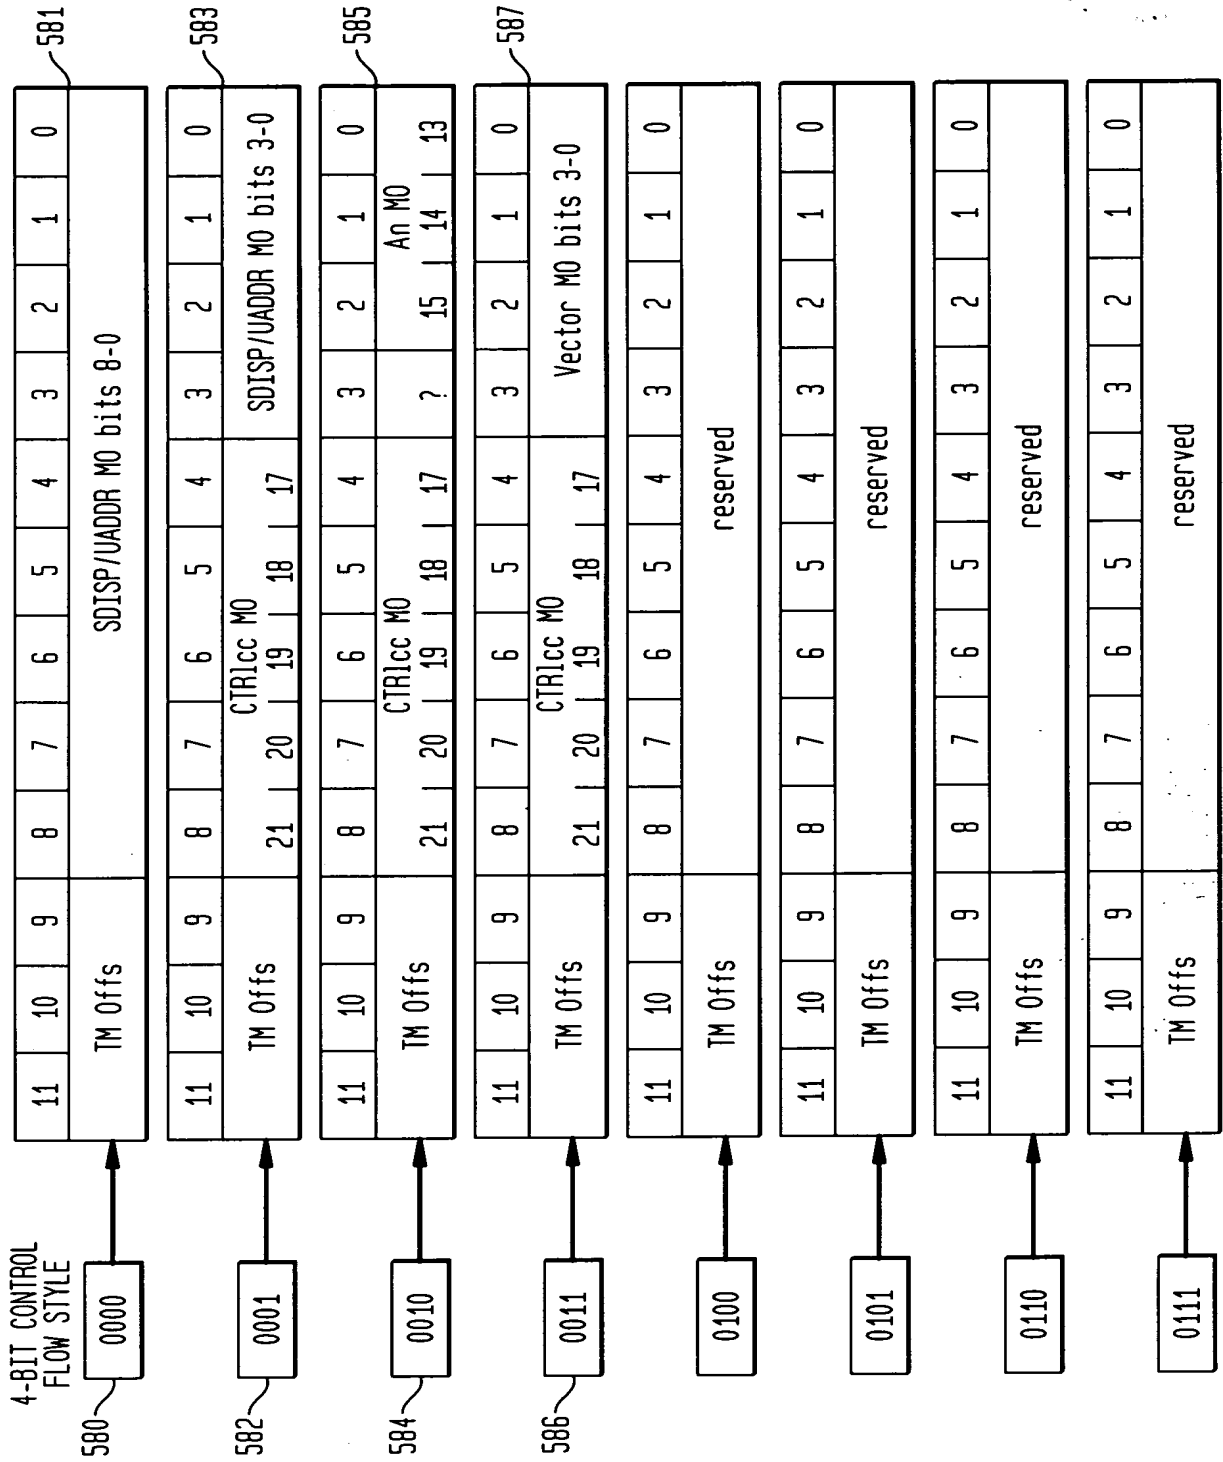 4-BIT CONTROL
FLOW STYLE
580
0000
11 10 9 8 7 6 5 4 3 2 1 0
TM Offs SDISP/UADDR MO bits 8-0
581
582
0001
11 10 9 8 7 6 5 4 3 2 1 0
TM Offs CTRlcc MO SDISP/UADDR MO bits 3-0
21 20 19 18 17
583
584
0010
11 10 9 8 7 6 5 4 3 2 1 0
TM Offs CTRlcc MO An MO
21 20 19 18 17 ? 15 14 13
585
586
0011
11 10 9 8 7 6 5 4 3 2 1 0
TM Offs CTRlcc MO Vector MO bits 3-0
21 20 19 18 17
587
0100
11 10 9 8 7 6 5 4 3 2 1 0
TM Offs reserved
0101
11 10 9 8 7 6 5 4 3 2 1 0
TM Offs reserved
0110
11 10 9 8 7 6 5 4 3 2 1 0
TM Offs reserved
0111
11 10 9 8 7 6 5 4 3 2 1 0
TM Offs reserved